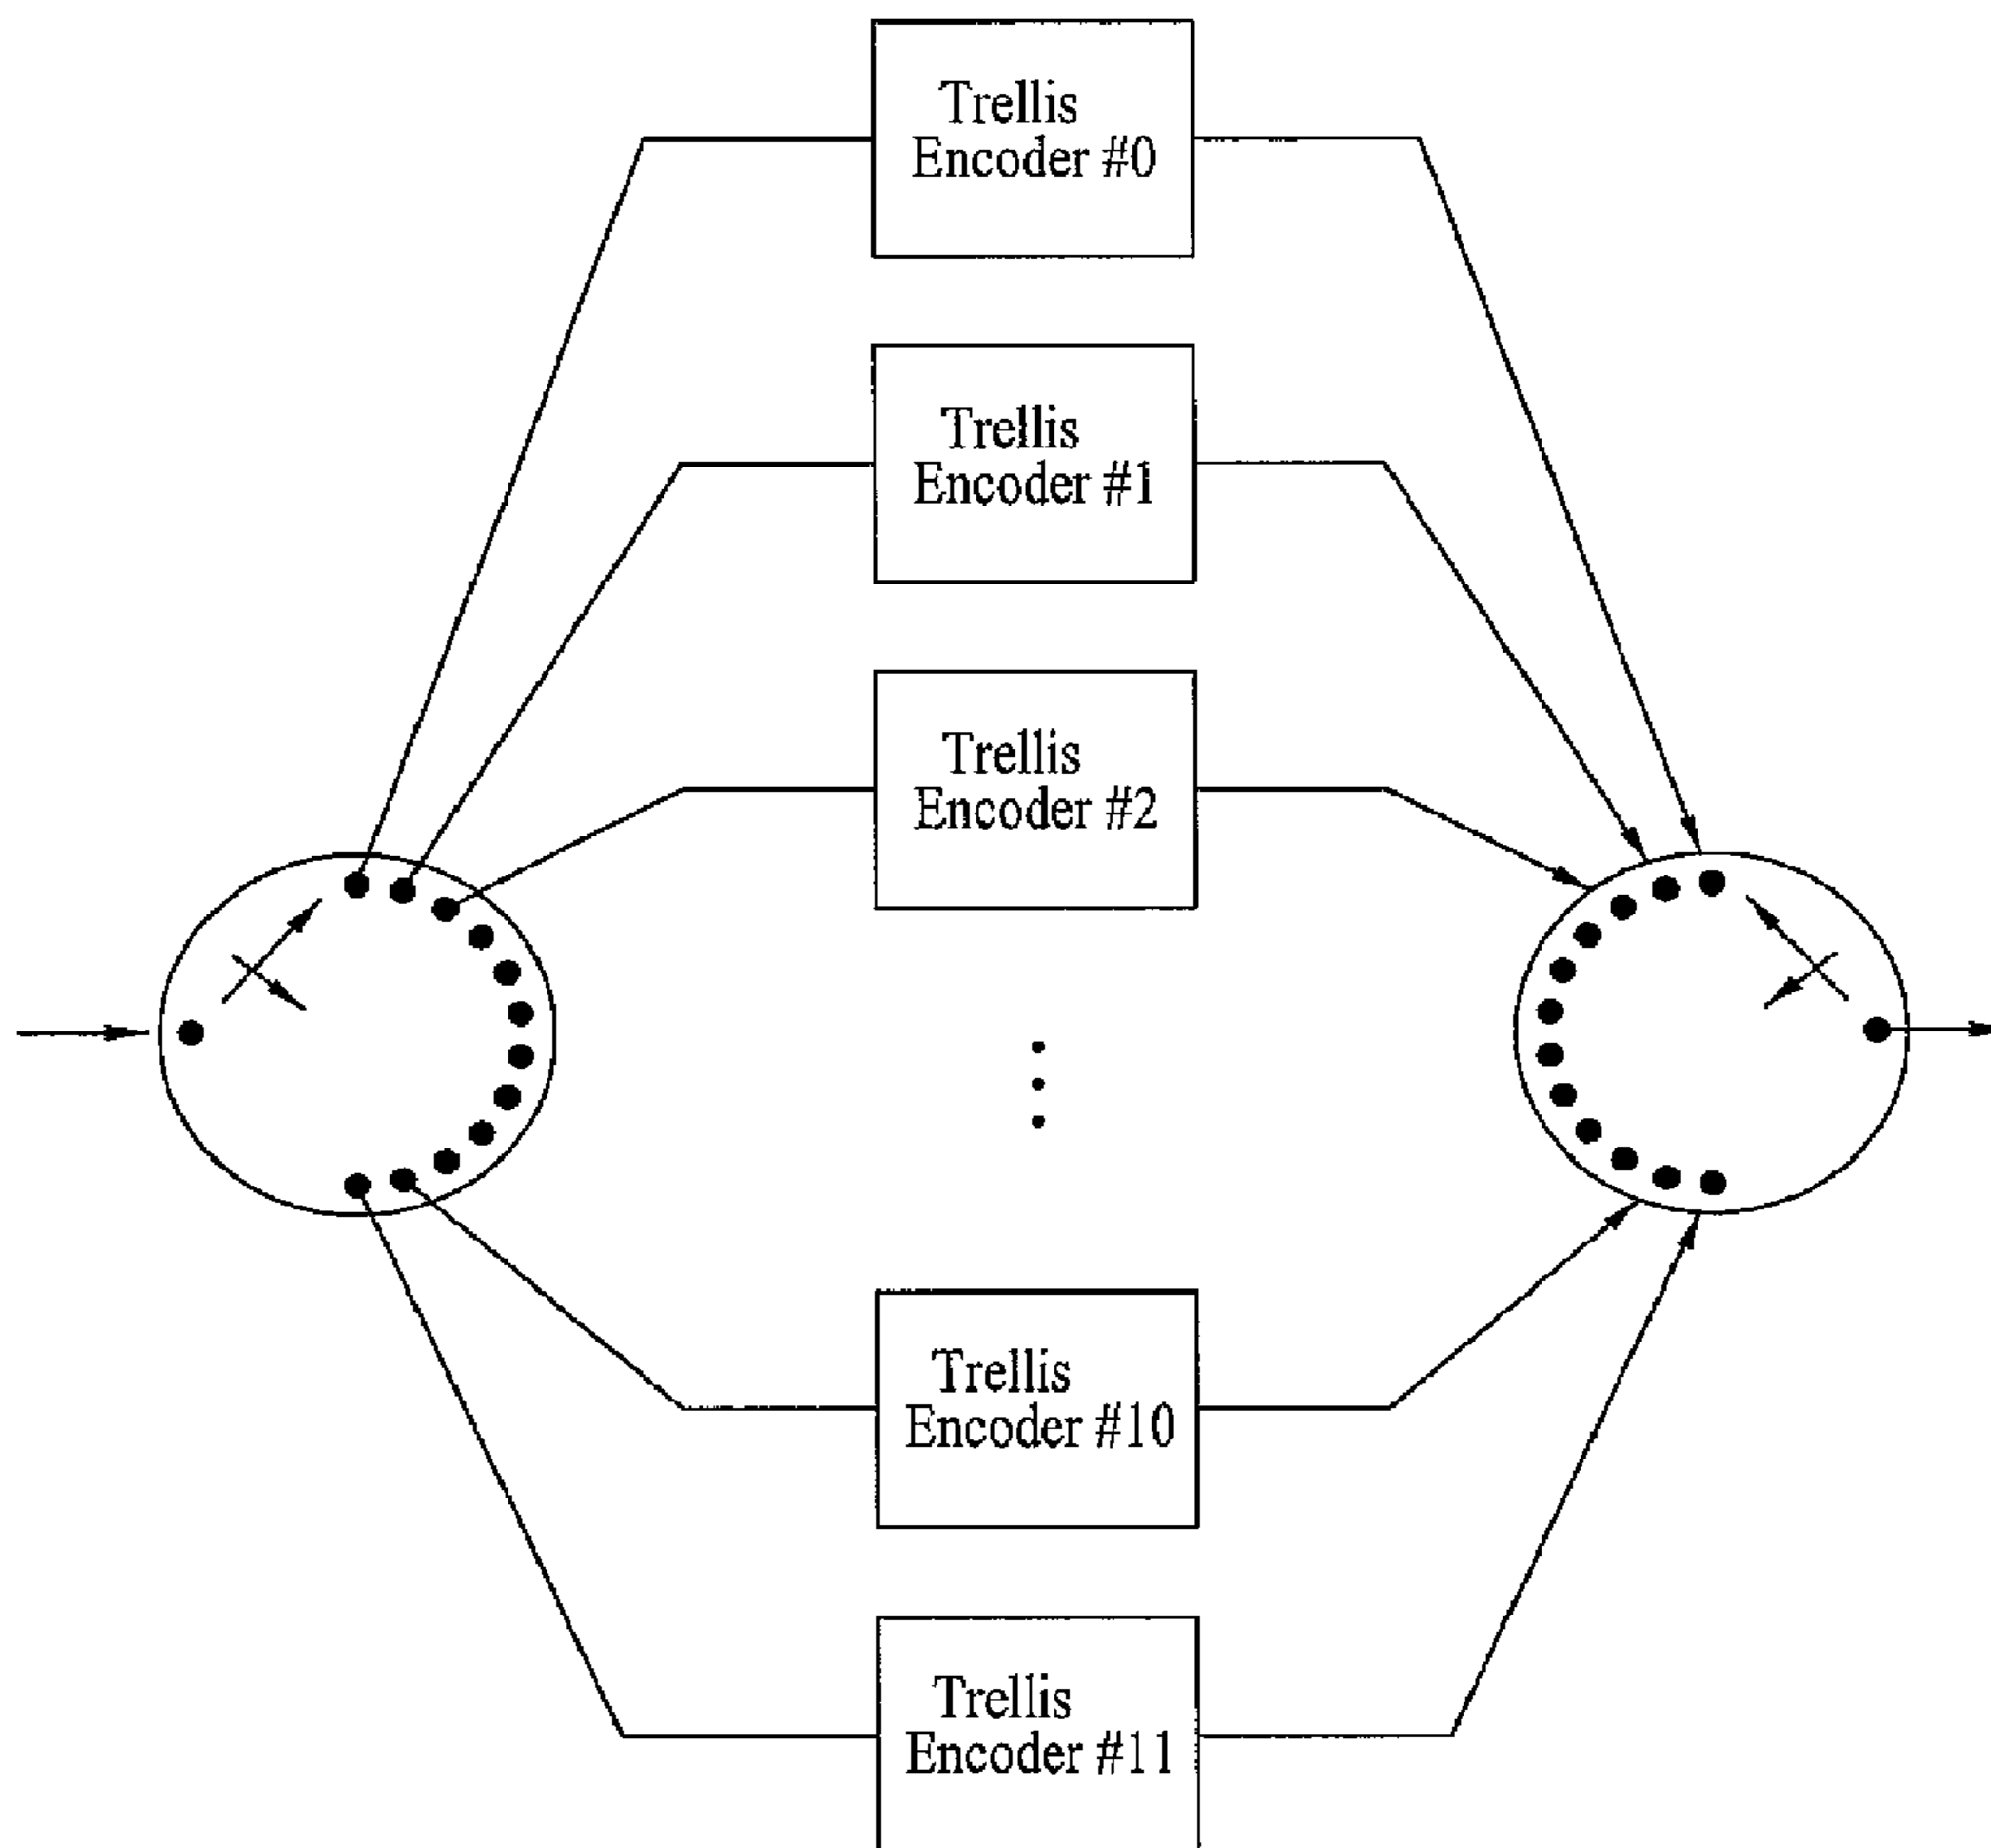 Trellis
Encoder #0
Trellis
Encoder #1
Trellis
Encoder #2
Trellis
Encoder #10
Trellis
Encoder #11